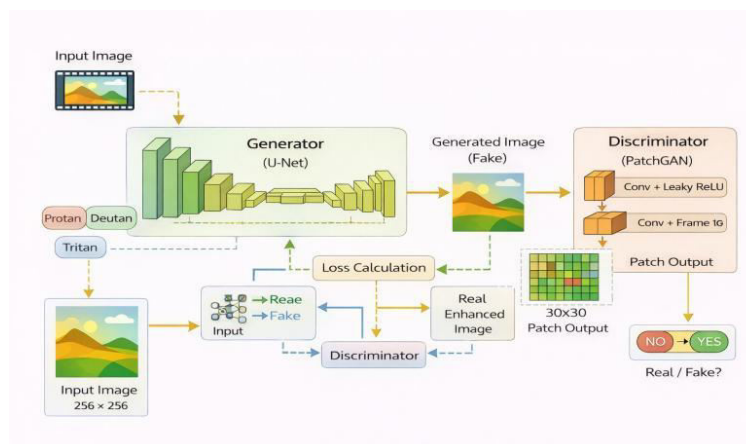 Input Image
Generator
(U-Net)
Generated Image
(Fake)
Discriminator
(PatchGAN)
Conv + Leaky ReLU
Conv + Frame 1G
Patch Output
Protan
Deutan
Tritan
Loss Calculation
Reae
Fake
Input
Real
Enhanced
Image
Discriminator
30x30
Patch Output
NO
YES
Real / Fake?
Input Image
256 × 256